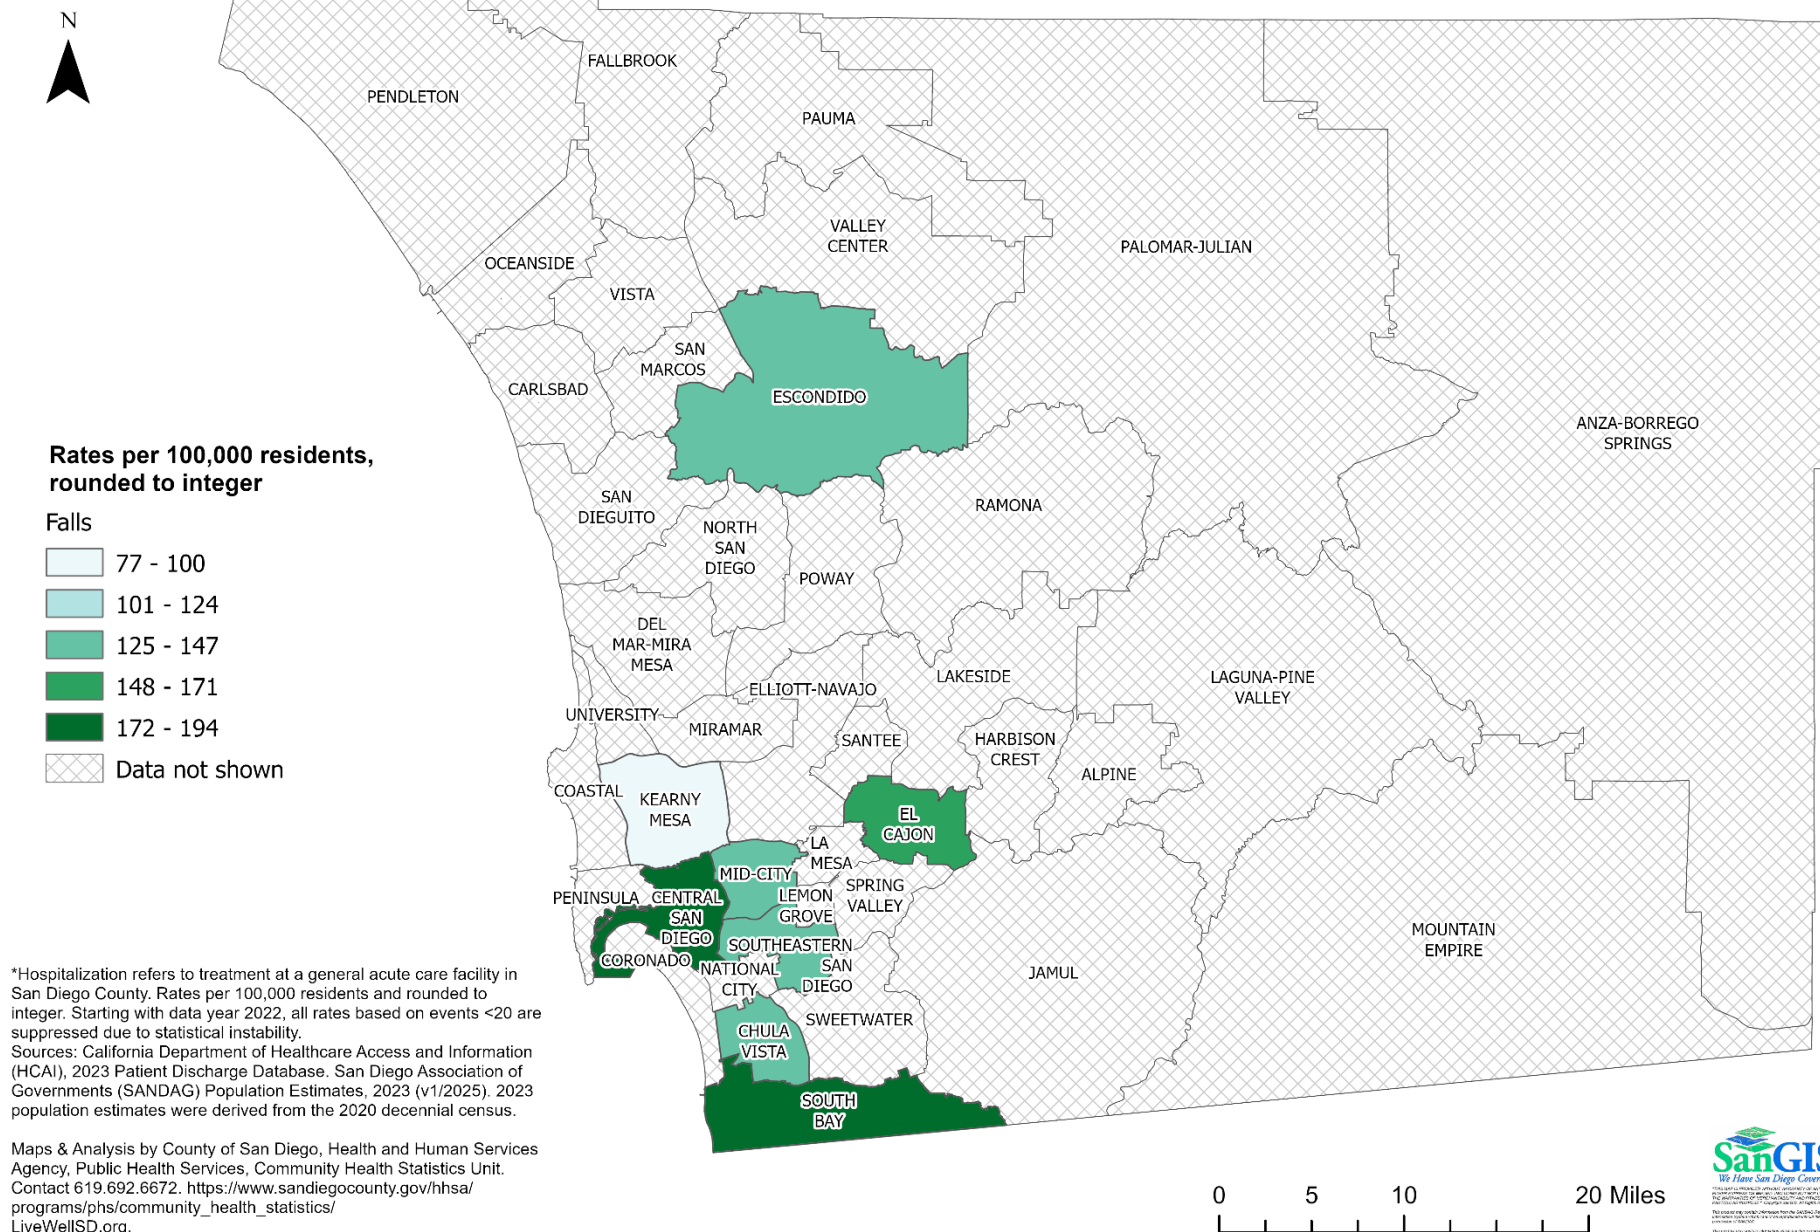 N
FALLBROOK
PENDLETON
PAUMA
VALLEY
CENTER
PALOMAR-JULIAN
OCEANSIDE
VISTA
SAN
MARCOS
CARLSBAD
ESCONDIDO
ANZA-BORREGO
SPRINGS
Rates per 100,000 residents,
rounded to integer
Falls
77 - 100
101 - 124
125 - 147
148 - 171
172 - 194
Data not shown
SAN
DIEGUITO
NORTH
SAN
DIEGO
RAMONA
POWAY
DEL
MAR-MIRA
MESA
ELLIOTT-NAVAJO
LAKESIDE
LAGUNA-PINE
VALLEY
UNIVERSITY
MIRAMAR
SANTEE
HARBISON
CREST
ALPINE
COASTAL
KEARNY
MESA
EL
CAJON
LA
MESA
MID-CITY
PENINSULA
CENTRAL
SAN
DIEGO
LEMON
GROVE
SPRING
VALLEY
CORONADO
SOUTHEASTERN
SAN
DIEGO
NATIONAL
CITY
JAMUL
MOUNTAIN
EMPIRE
SWEETWATER
CHULA
VISTA
SOUTH
BAY
*Hospitalization refers to treatment at a general acute care facility in
San Diego County. Rates per 100,000 residents and rounded to
integer. Starting with data year 2022, all rates based on events <20 are
suppressed due to statistical instability.
Sources: California Department of Healthcare Access and Information
(HCAI), 2023 Patient Discharge Database. San Diego Association of
Governments (SANDAG) Population Estimates, 2023 (v1/2025). 2023
population estimates were derived from the 2020 decennial census.
Maps & Analysis by County of San Diego, Health and Human Services
Agency, Public Health Services, Community Health Statistics Unit.
Contact 619.692.6672. https://www.sandiegocounty.gov/hhsa/
programs/phs/community_health_statistics/
LiveWellSD.org.
0 5 10 20 Miles
SanGIS
We Have San Diego